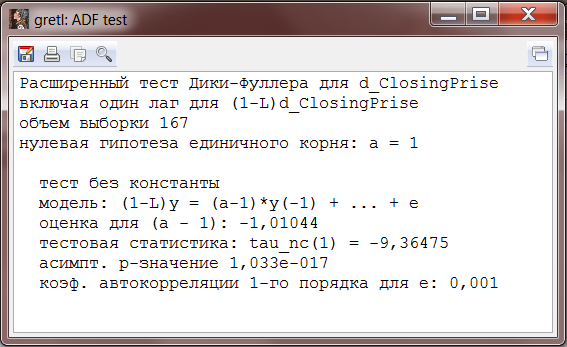 gretl: ADF test
Расширенный тест Дики-Фуллера для d_ClosingPrise
включая один лаг для (1-L)d_ClosingPrise
объем выборки 167
нулевая гипотеза единичного корня: a = 1
тест без константы
модель: (1-L)y = (a-1)*y(-1) + ... + e
оценка для (a - 1): -1,01044
тестовая статистика: tau_nc(1) = -9,36475
асимпт. p-значение 1,033e-017
коэф. автокорреляции 1-го порядка для e: 0,001